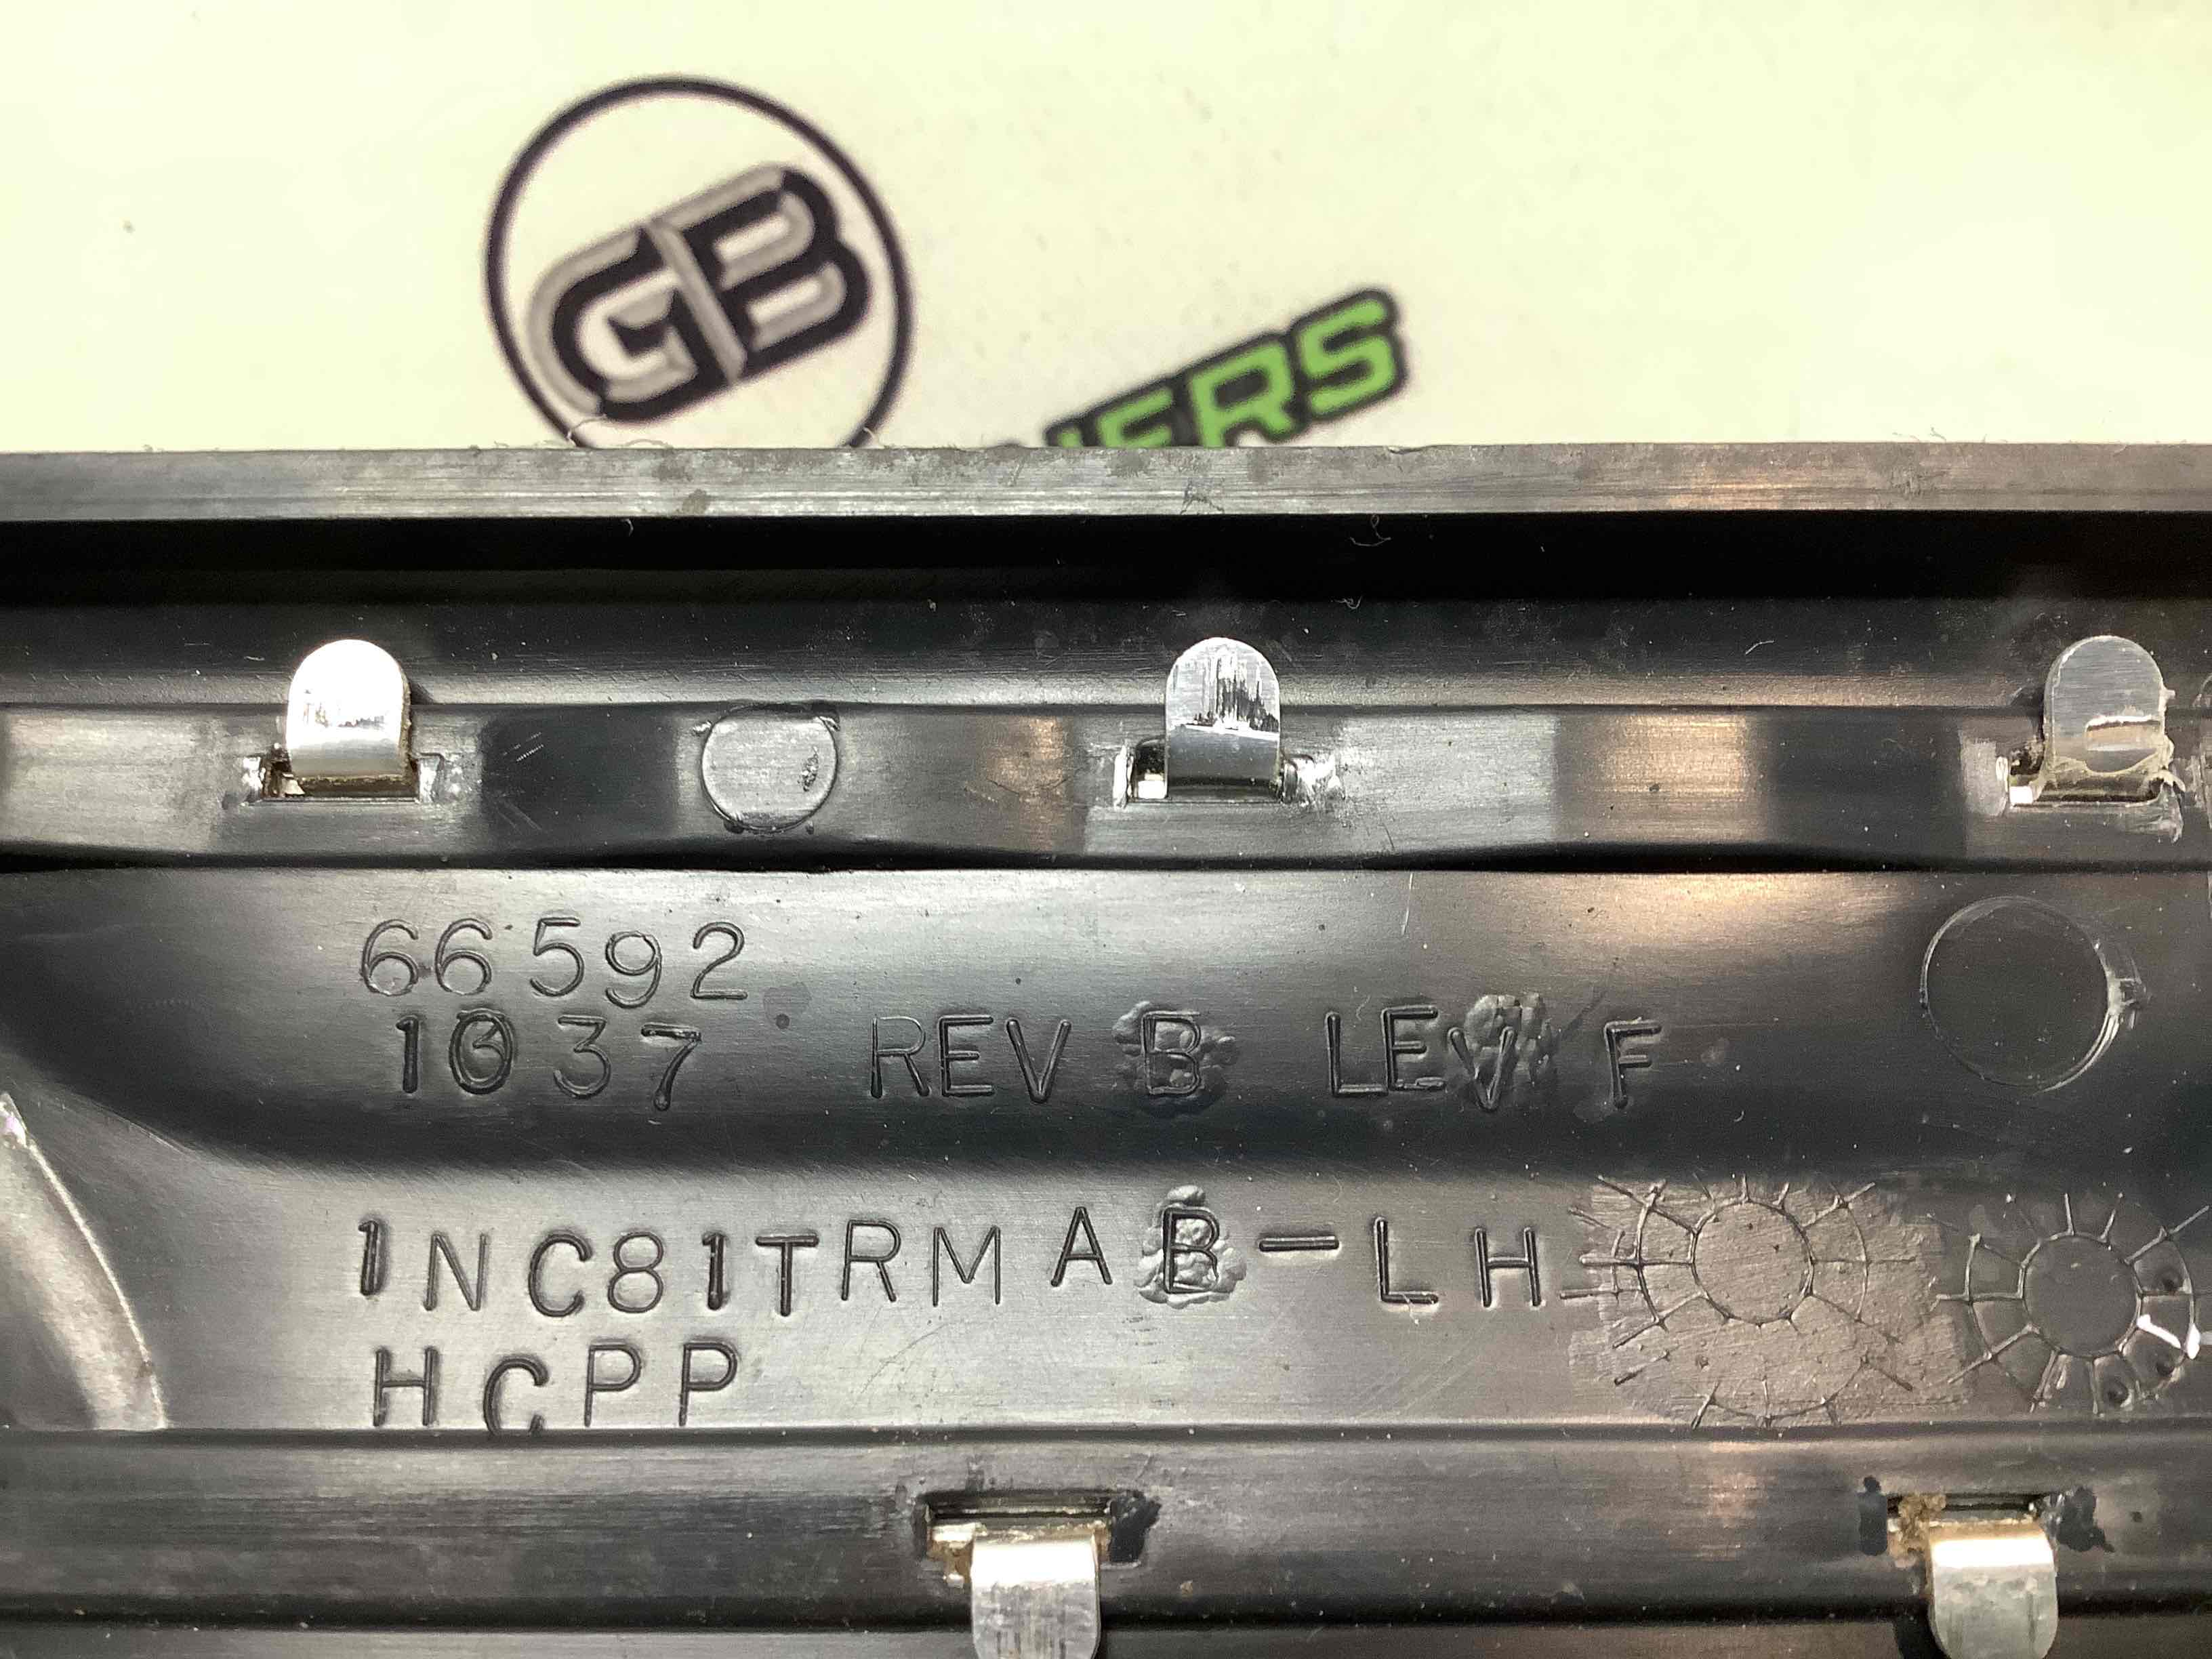 GB
ERS
66592
1037 REV B LEV F
1NC81TRMAB-LH
HCPP